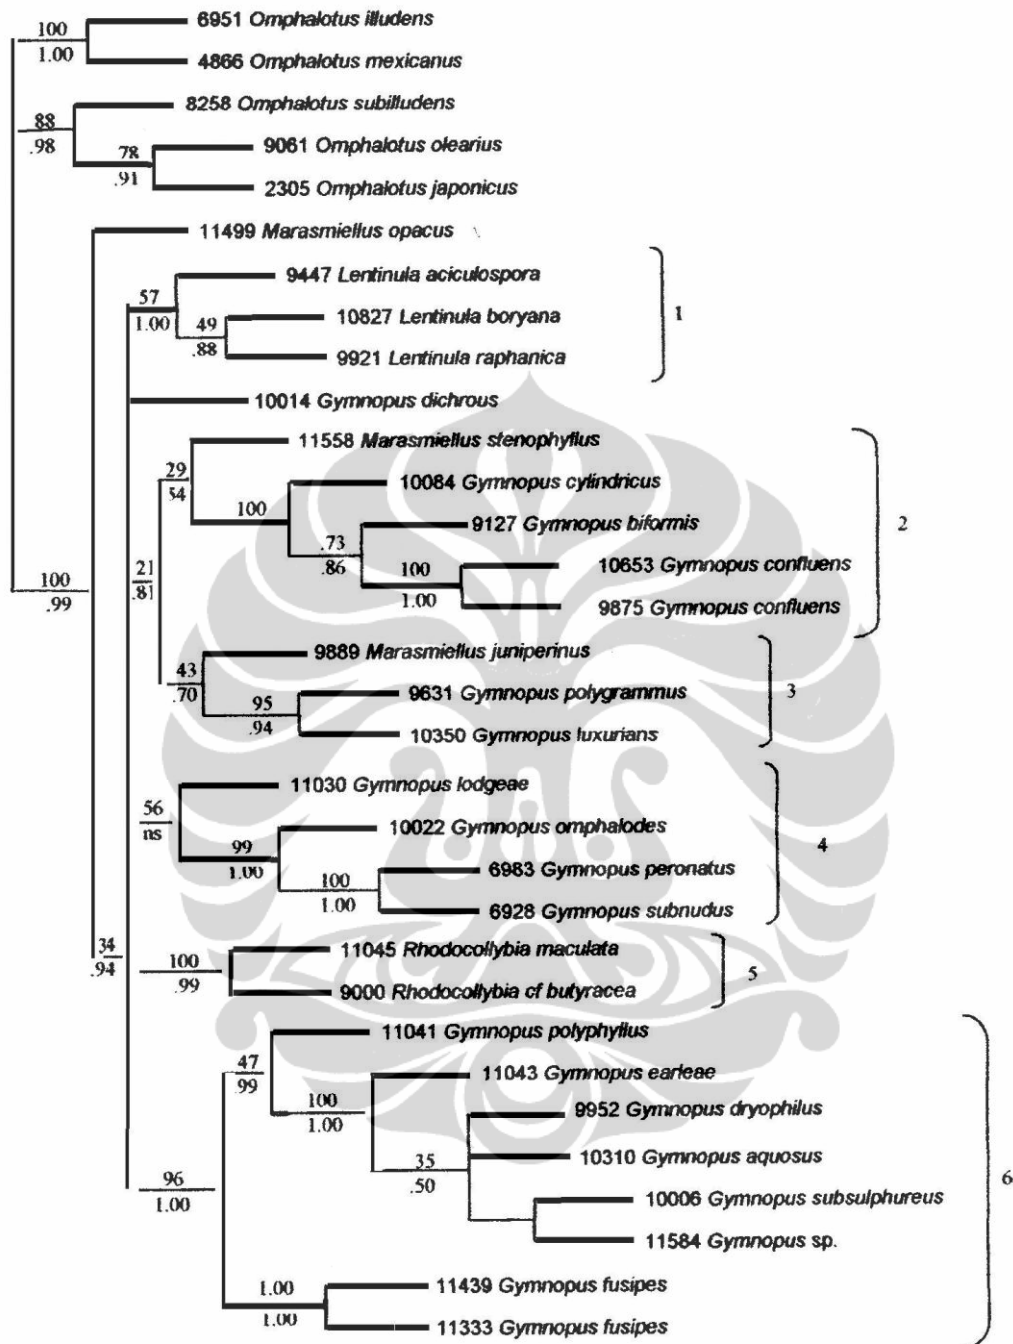 100
6951 Omphalotus illudens
1.00
4866 Omphalotus mexicanus
8258 Omphalotus subilludens
88
.98
78
9061 Omphalotus olearius
.91
2305 Omphalotus japonicus
11499 Marasmiellus opacus
9447 Lentinula aciculospora
57
1.00
49
10827 Lentinula boryana
1
.88
9921 Lentinula raphanica
10014 Gymnopus dichrous
11558 Marasmiellus stenophyllus
29
54
10084 Gymnopus cylindricus
100
9127 Gymnopus biformis
2
.73
.86
100
10653 Gymnopus confluens
100
.99
21
.81
1.00
9875 Gymnopus confluens
9889 Marasmiellus juniperinus
43
.70
95
9631 Gymnopus polygrammus
3
.94
10350 Gymnopus luxurians
11030 Gymnopus lodgeae
56
ns
10022 Gymnopus omphalodes
99
1.00
4
100
6983 Gymnopus peronatus
1.00
6928 Gymnopus subnudus
34
.94
11045 Rhodocollybia maculata
100
.99
5
9000 Rhodocollybia cf butyracea
11041 Gymnopus polyphyllus
47
99
11043 Gymnopus earleae
100
1.00
9952 Gymnopus dryophilus
35
.50
10310 Gymnopus aquosus
6
96
1.00
10006 Gymnopus subsulphureus
11584 Gymnopus sp.
1.00
11439 Gymnopus fusipes
1.00
11333 Gymnopus fusipes